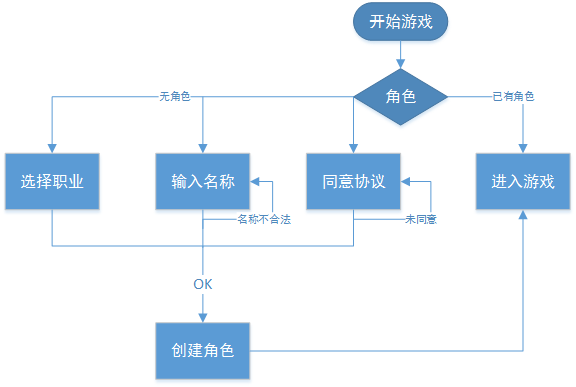 开始游戏
角色
无角色
已有角色
选择职业
输入名称
同意协议
进入游戏
名称不合法
未同意
OK
创建角色